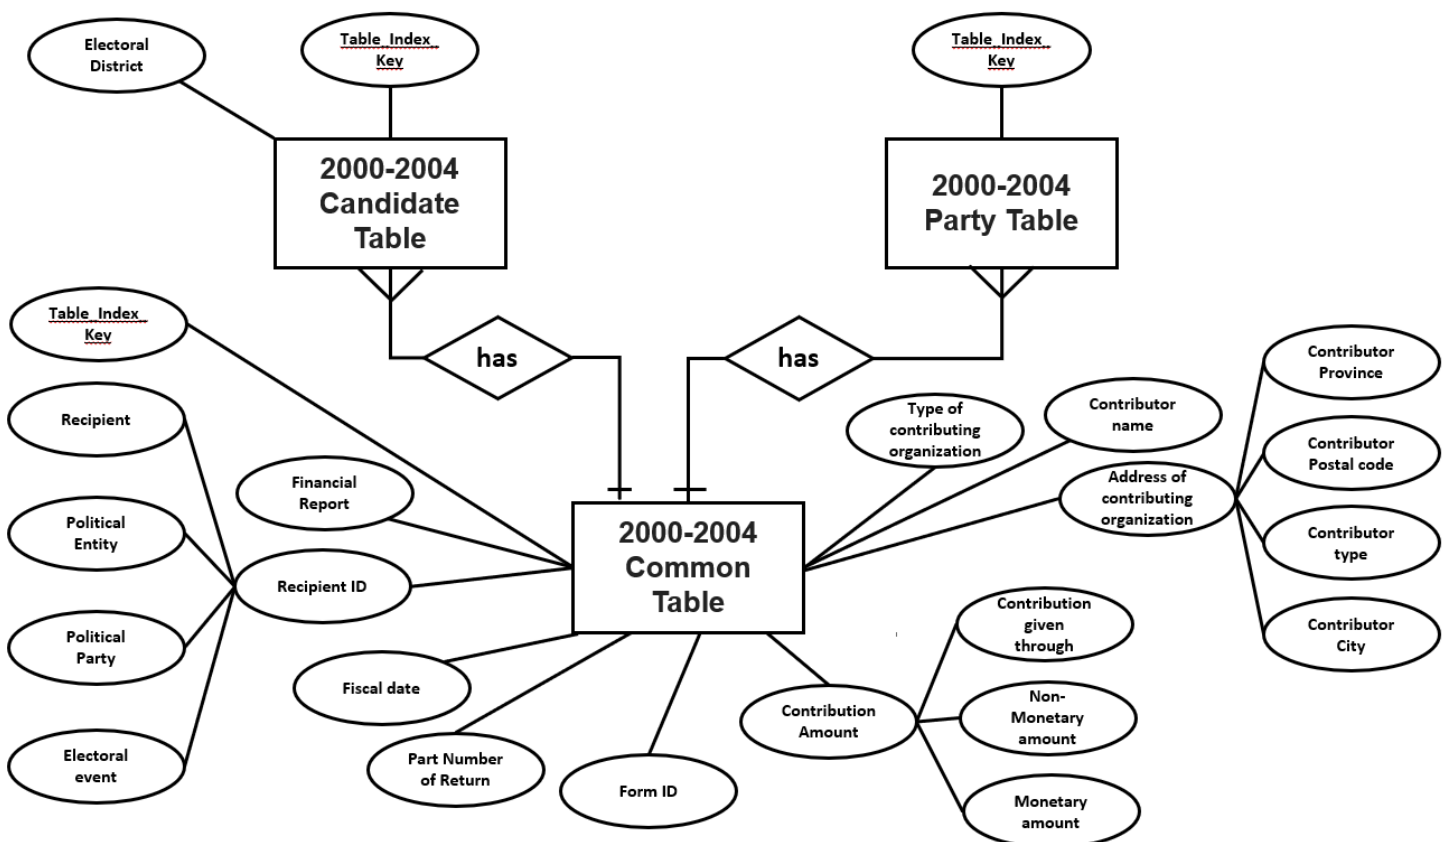 Electoral
District
Table_Index_
Key
Table_Index_
Key
2000-2004
Candidate
Table
2000-2004
Party Table
Table_Index_
Key
has
has
Recipient
Financial
Report
Political
Entity
Recipient ID
Political
Party
Electoral
event
Fiscal date
Part Number
of Return
Form ID
2000-2004
Common
Table
Type of
contributing
organization
Contributor
name
Address of
contributing
organization
Contributor
Province
Contributor
Postal code
Contributor
type
Contributor
City
Contribution
Amount
Contribution
given
through
Non-
Monetary
amount
Monetary
amount